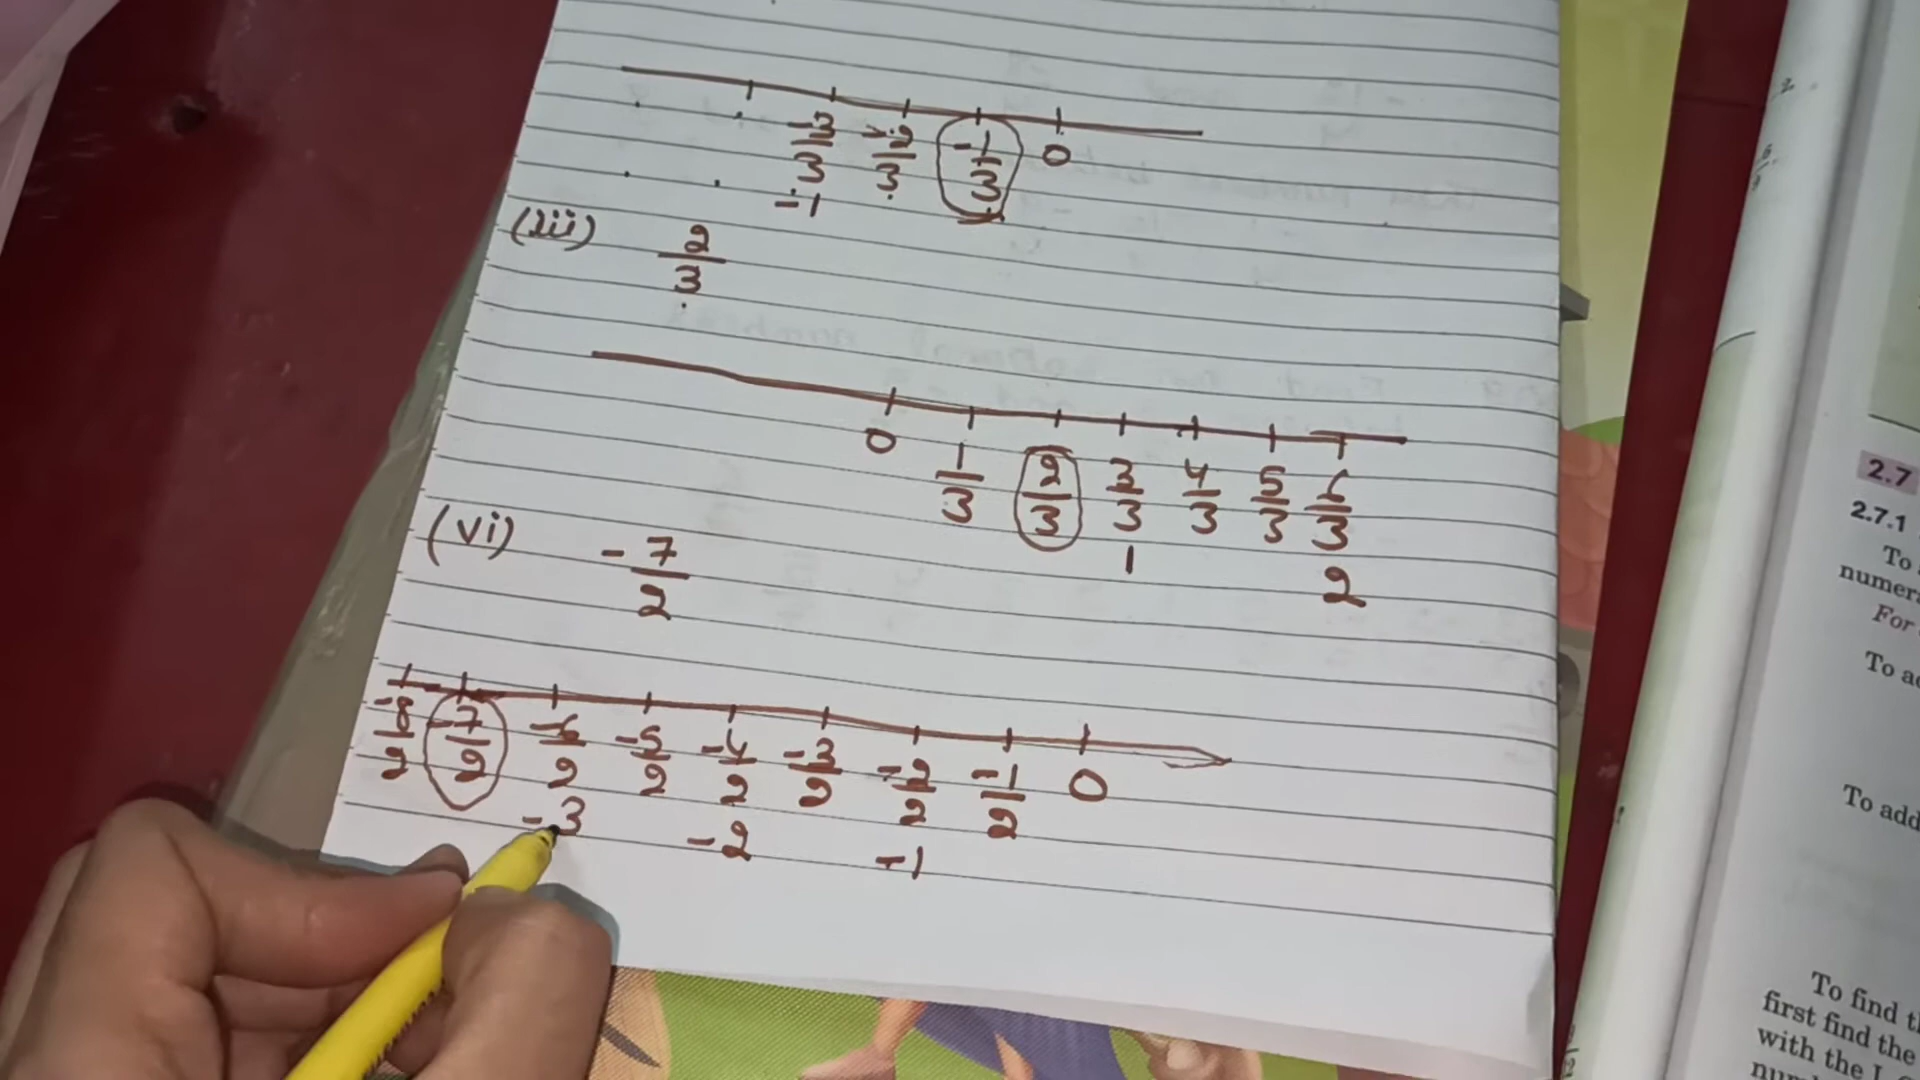 -3/3 -2/3 -1/3 0
-1
(iii) 2/3
0 1/3 2/3 3/3 4/3 5/3 6/3
1 2
(vi) -7/2
-8/2 -7/2 -6/2 -5/2 -4/2 -3/2 -2/2 -1/2 0
-3 -2 -1
2.7
2.7.1
To
numer
For
To ad
To add
To find th
first find the
with the L
num